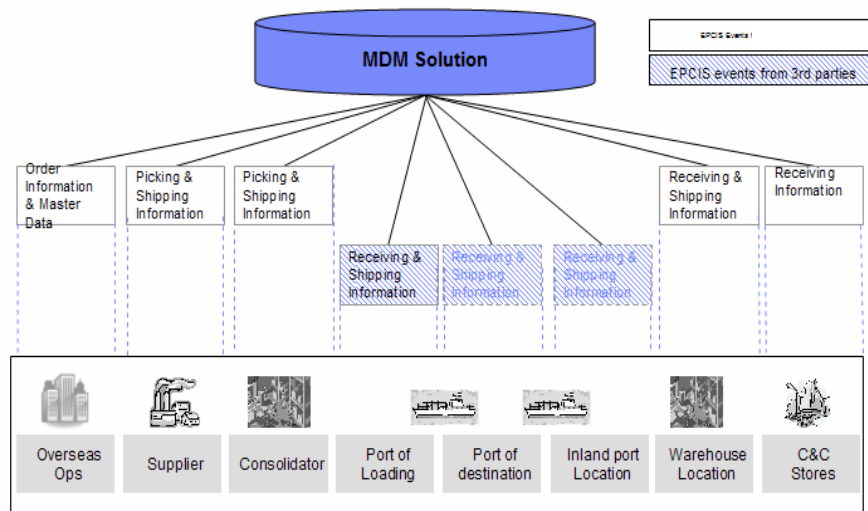 MDM Solution
EPCIS Events !
EPCIS events from 3rd parties
Order
Information
& Master
Data
Picking &
Shipping
Information
Picking &
Shipping
Information
Receiving &
Shipping
Information
Receiving
Information
Receiving &
Shipping
Information
Receiving &
Shipping
Information
Receiving &
Shipping
Information
Overseas
Ops
Supplier
Consolidator
Port of
Loading
Port of
destination
Inland port
Location
Warehouse
Location
C&C
Stores